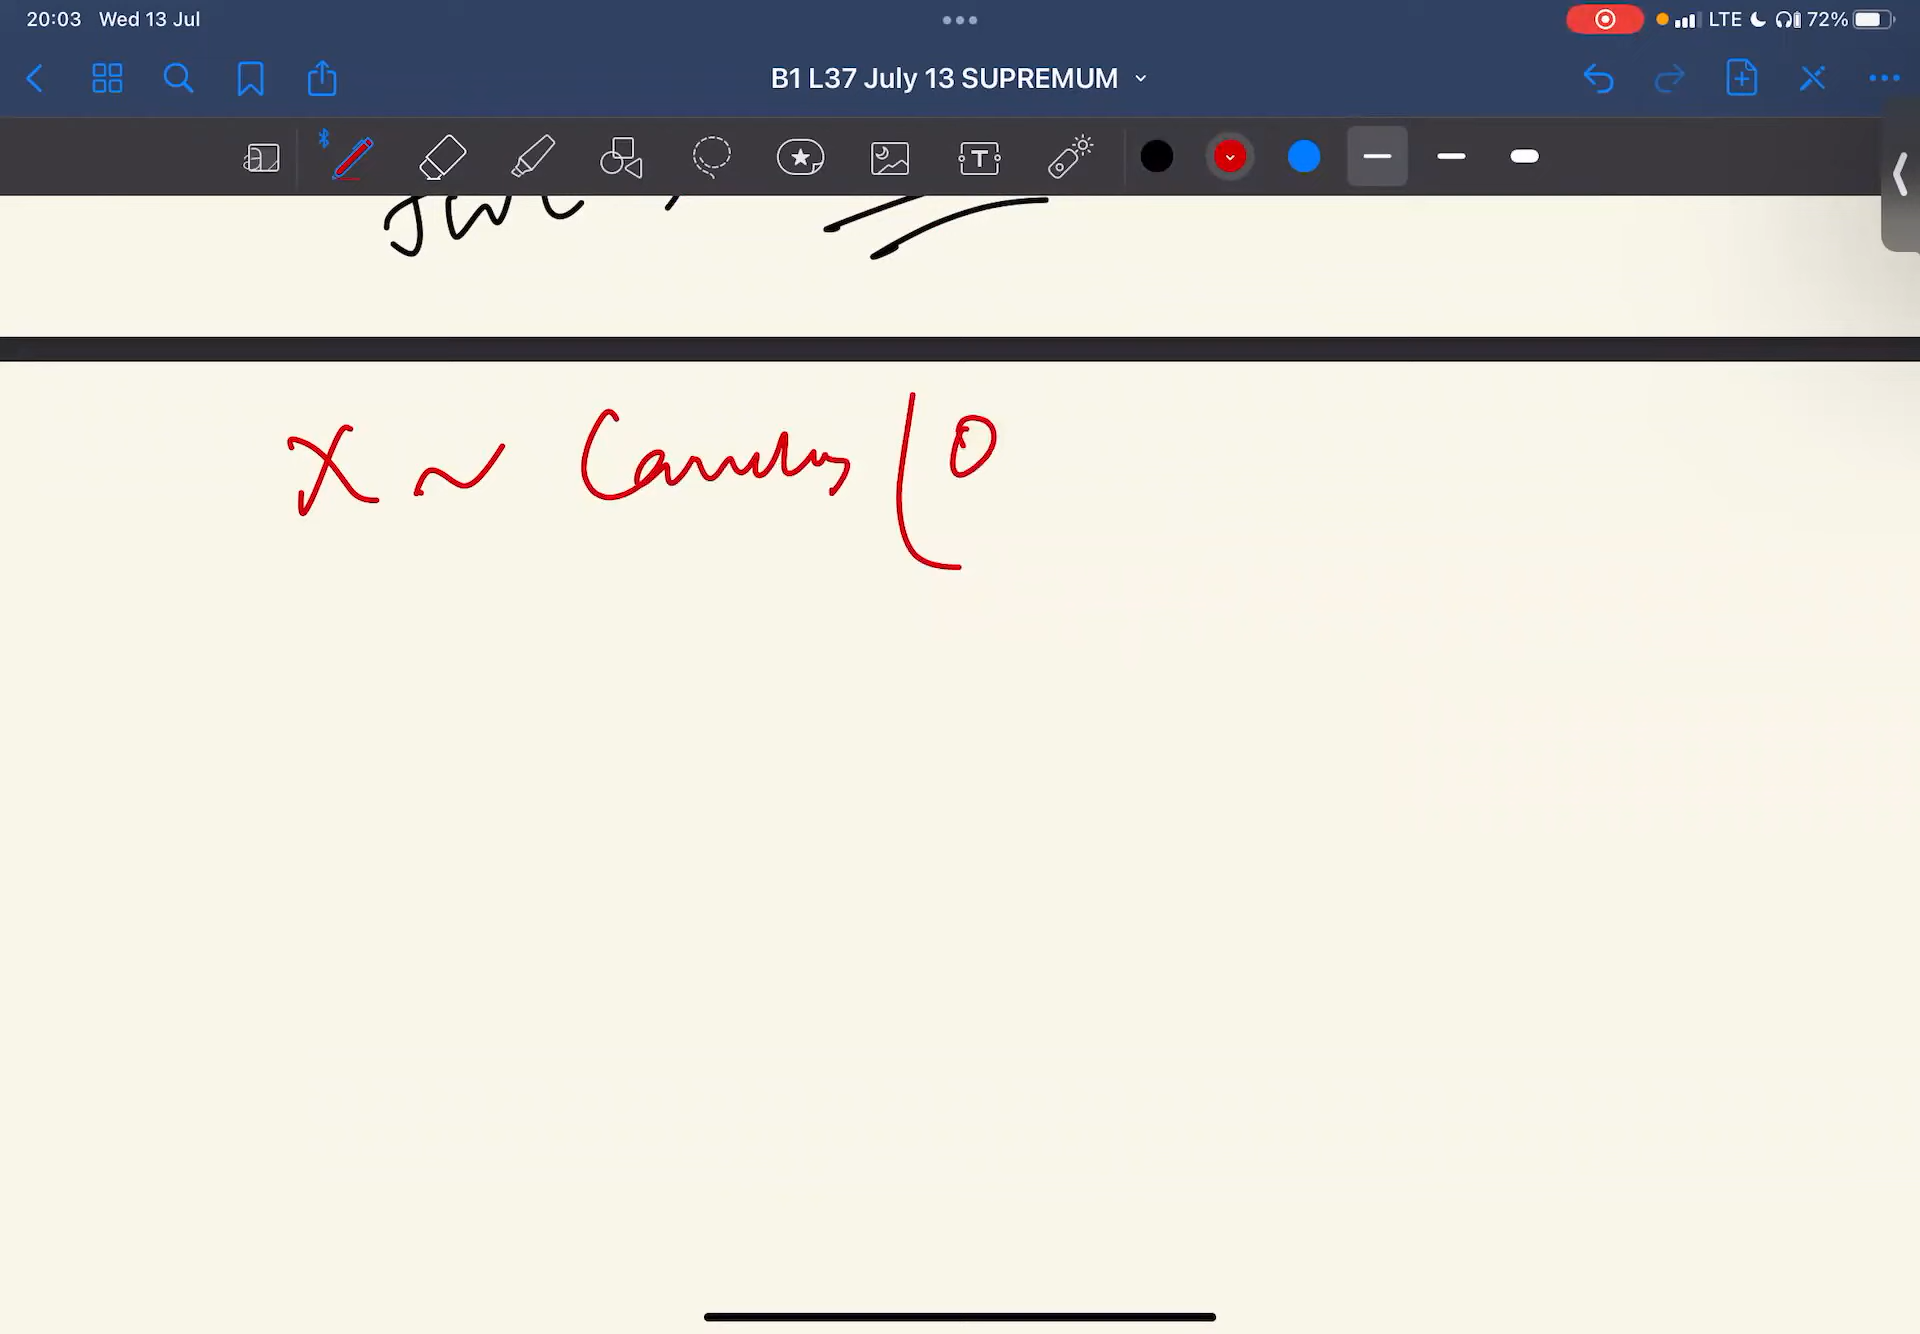 20:03 Wed 13 Jul
LTE 72%
B1 L37 July 13 SUPREMUM
T
X ~ Cauchy (0